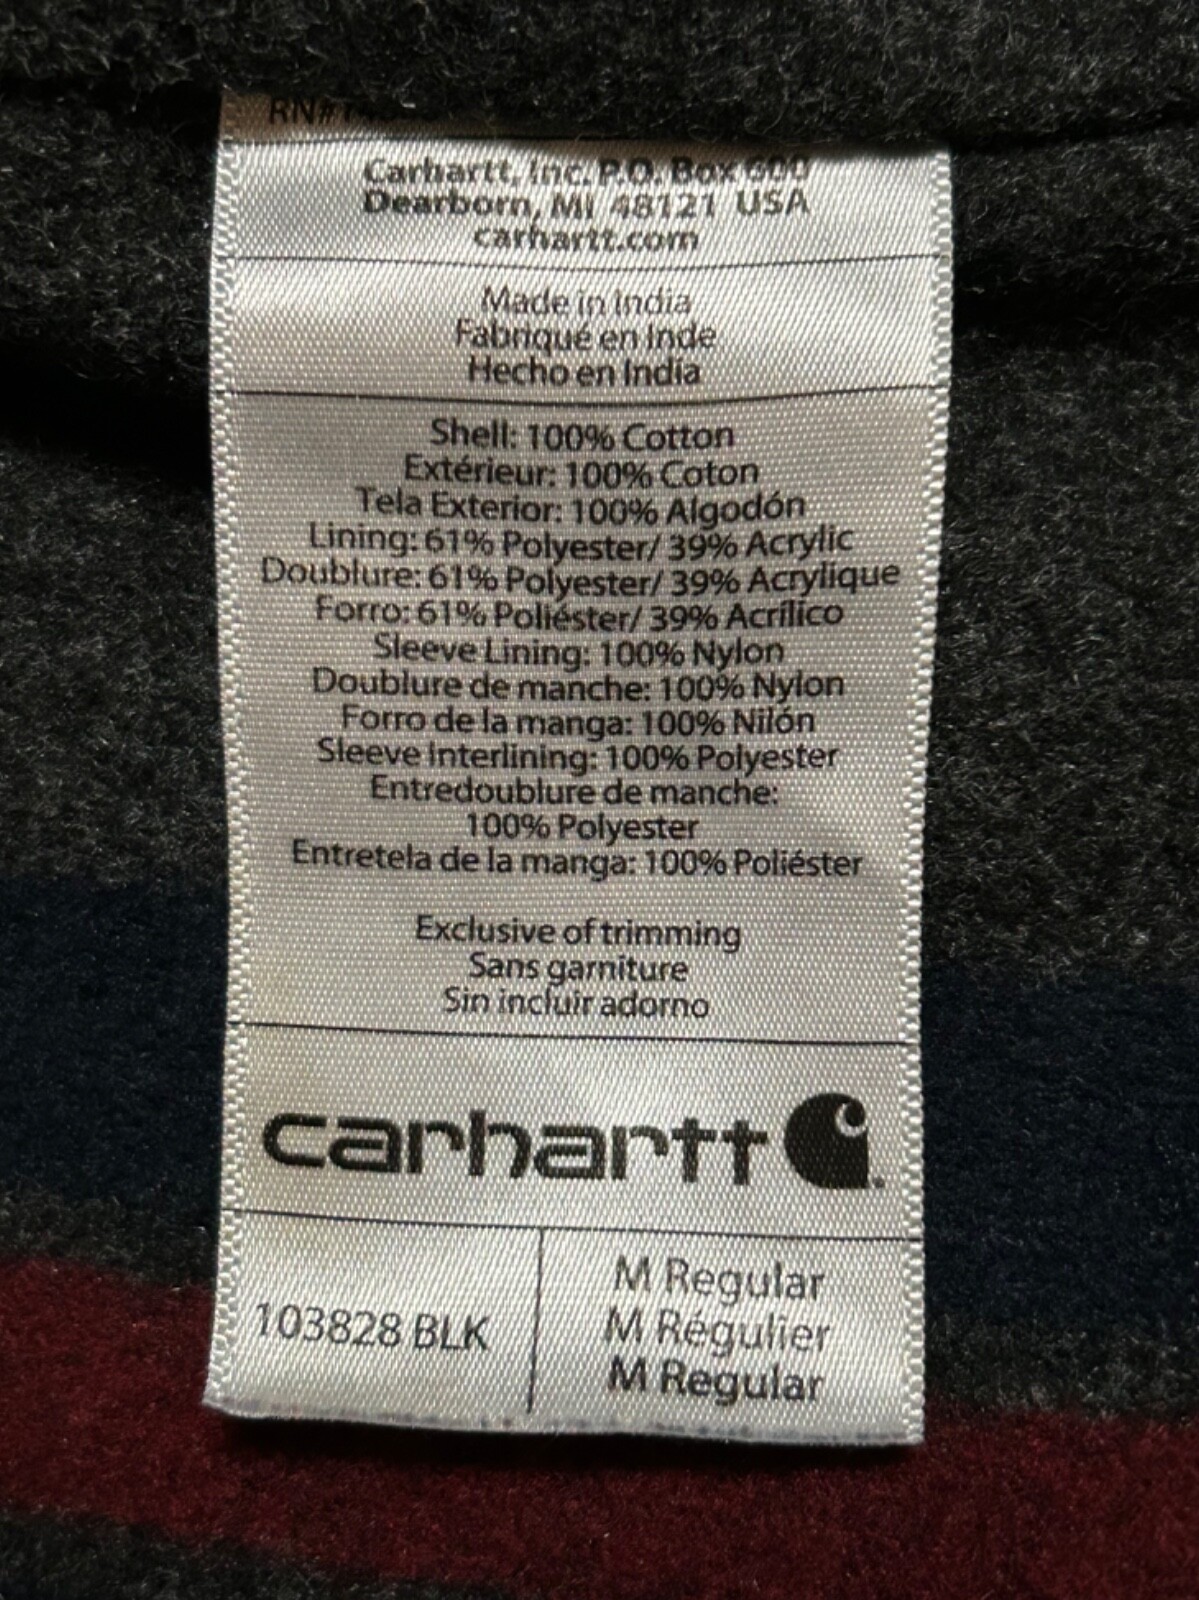 RN#14
Carhartt, Inc. P.O. Box 600
Dearborn, MI 48121 USA
carhartt.com
Made in India
Fabriqué en Inde
Hecho en India
Shell: 100% Cotton
Extérieur: 100% Coton
Tela Exterior: 100% Algodón
Lining: 61% Polyester/ 39% Acrylic
Doublure: 61% Polyester/ 39% Acrylique
Forro: 61% Poliéster/ 39% Acrílico
Sleeve Lining: 100% Nylon
Doublure de manche: 100% Nylon
Forro de la manga: 100% Nilón
Sleeve Interlining: 100% Polyester
Entredoublure de manche:
100% Polyester
Entretela de la manga: 100% Poliéster
Exclusive of trimming
Sans garniture
Sin incluir adorno
carhartt
103828 BLK
M Regular
M Régulier
M Regular